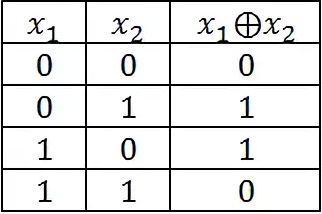 x₁ x₂ x₁⊕x₂
0 0 0
0 1 1
1 0 1
1 1 0